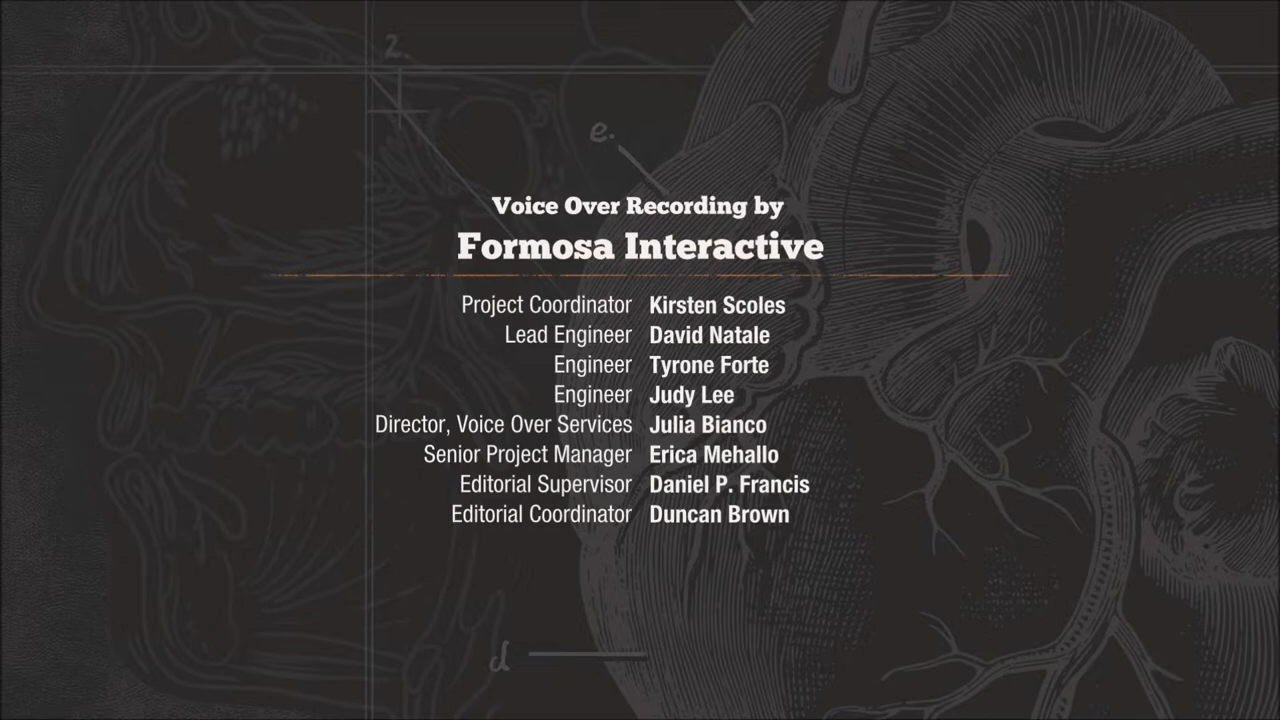 2.
e.
Voice Over Recording by
Formosa Interactive
Project Coordinator Kirsten Scoles
Lead Engineer David Natale
Engineer Tyrone Forte
Engineer Judy Lee
Director, Voice Over Services Julia Bianco
Senior Project Manager Erica Mehallo
Editorial Supervisor Daniel P. Francis
Editorial Coordinator Duncan Brown
d